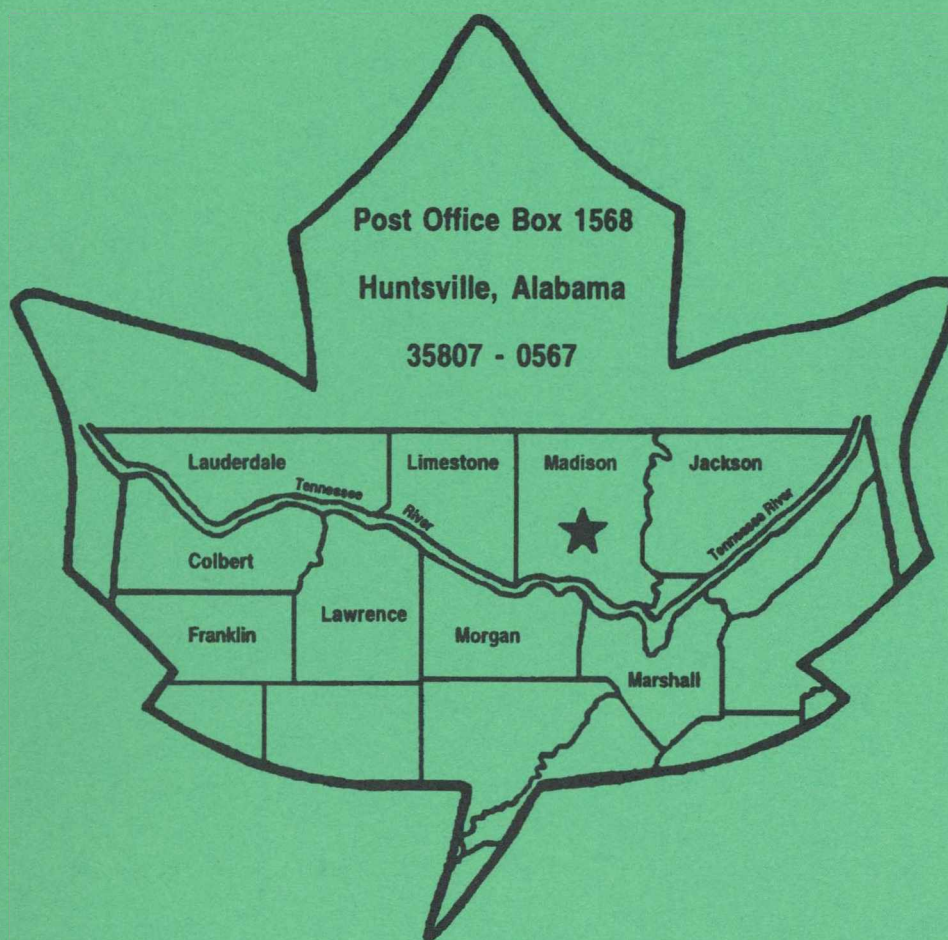 Post Office Box 1568
Huntsville, Alabama
35807 - 0567
Lauderdale
Limestone
Madison
Jackson
Tennessee River
Tennessee River
Colbert
Lawrence
Franklin
Morgan
Marshall